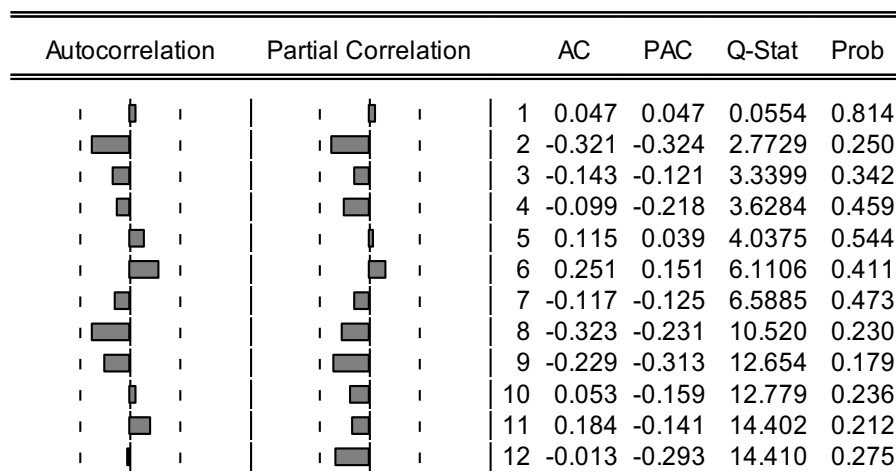 Autocorrelation Partial Correlation AC PAC Q-Stat Prob
1 0.047 0.047 0.0554 0.814
2 -0.321 -0.324 2.7729 0.250
3 -0.143 -0.121 3.3399 0.342
4 -0.099 -0.218 3.6284 0.459
5 0.115 0.039 4.0375 0.544
6 0.251 0.151 6.1106 0.411
7 -0.117 -0.125 6.5885 0.473
8 -0.323 -0.231 10.520 0.230
9 -0.229 -0.313 12.654 0.179
10 0.053 -0.159 12.779 0.236
11 0.184 -0.141 14.402 0.212
12 -0.013 -0.293 14.410 0.275